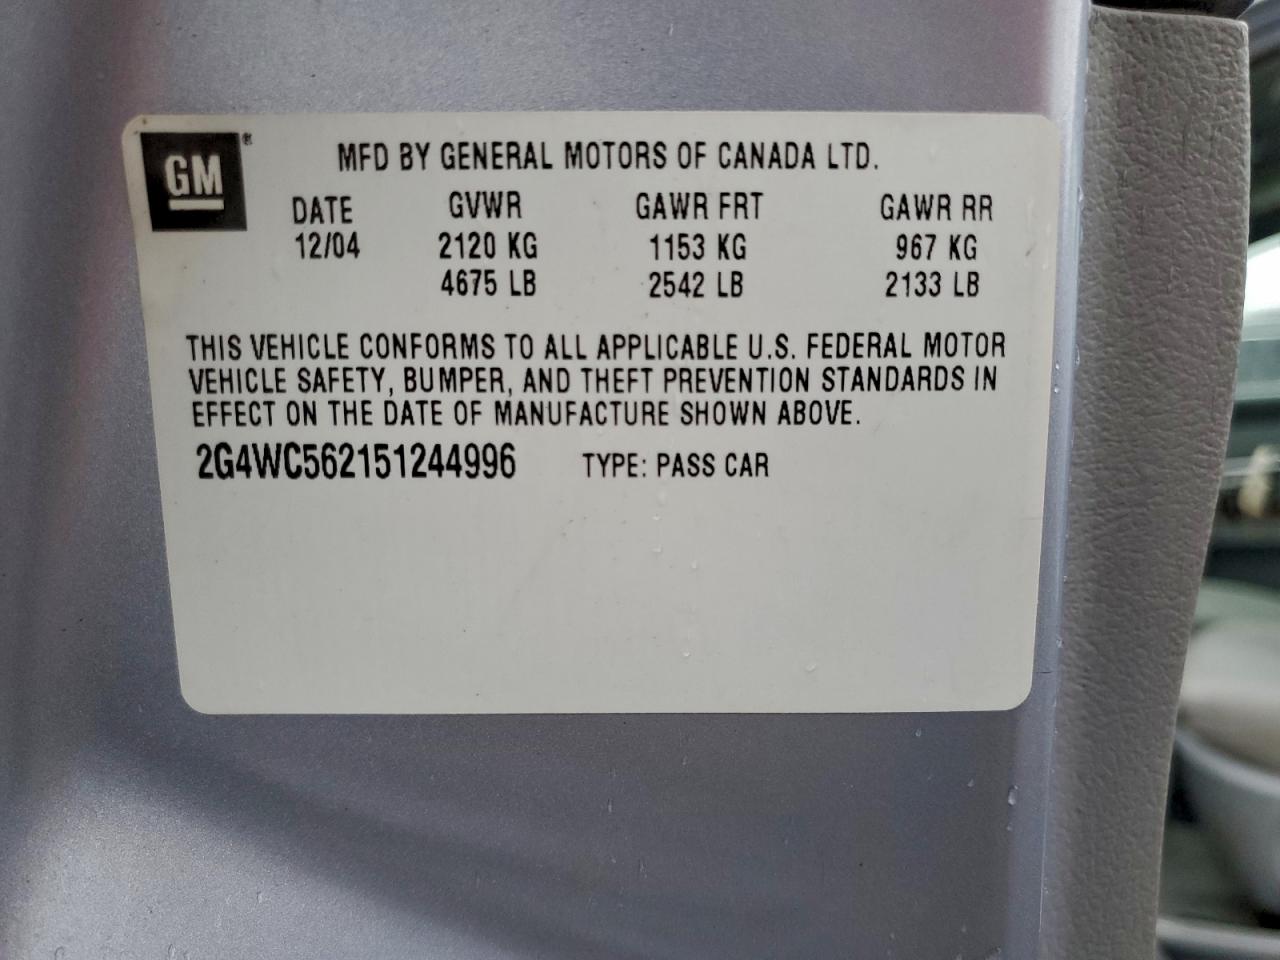 GM®
MFD BY GENERAL MOTORS OF CANADA LTD.
DATE GVWR GAWR FRT GAWR RR
12/04 2120 KG 1153 KG 967 KG
4675 LB 2542 LB 2133 LB
THIS VEHICLE CONFORMS TO ALL APPLICABLE U.S. FEDERAL MOTOR
VEHICLE SAFETY, BUMPER, AND THEFT PREVENTION STANDARDS IN
EFFECT ON THE DATE OF MANUFACTURE SHOWN ABOVE.
2G4WC562151244996 TYPE: PASS CAR